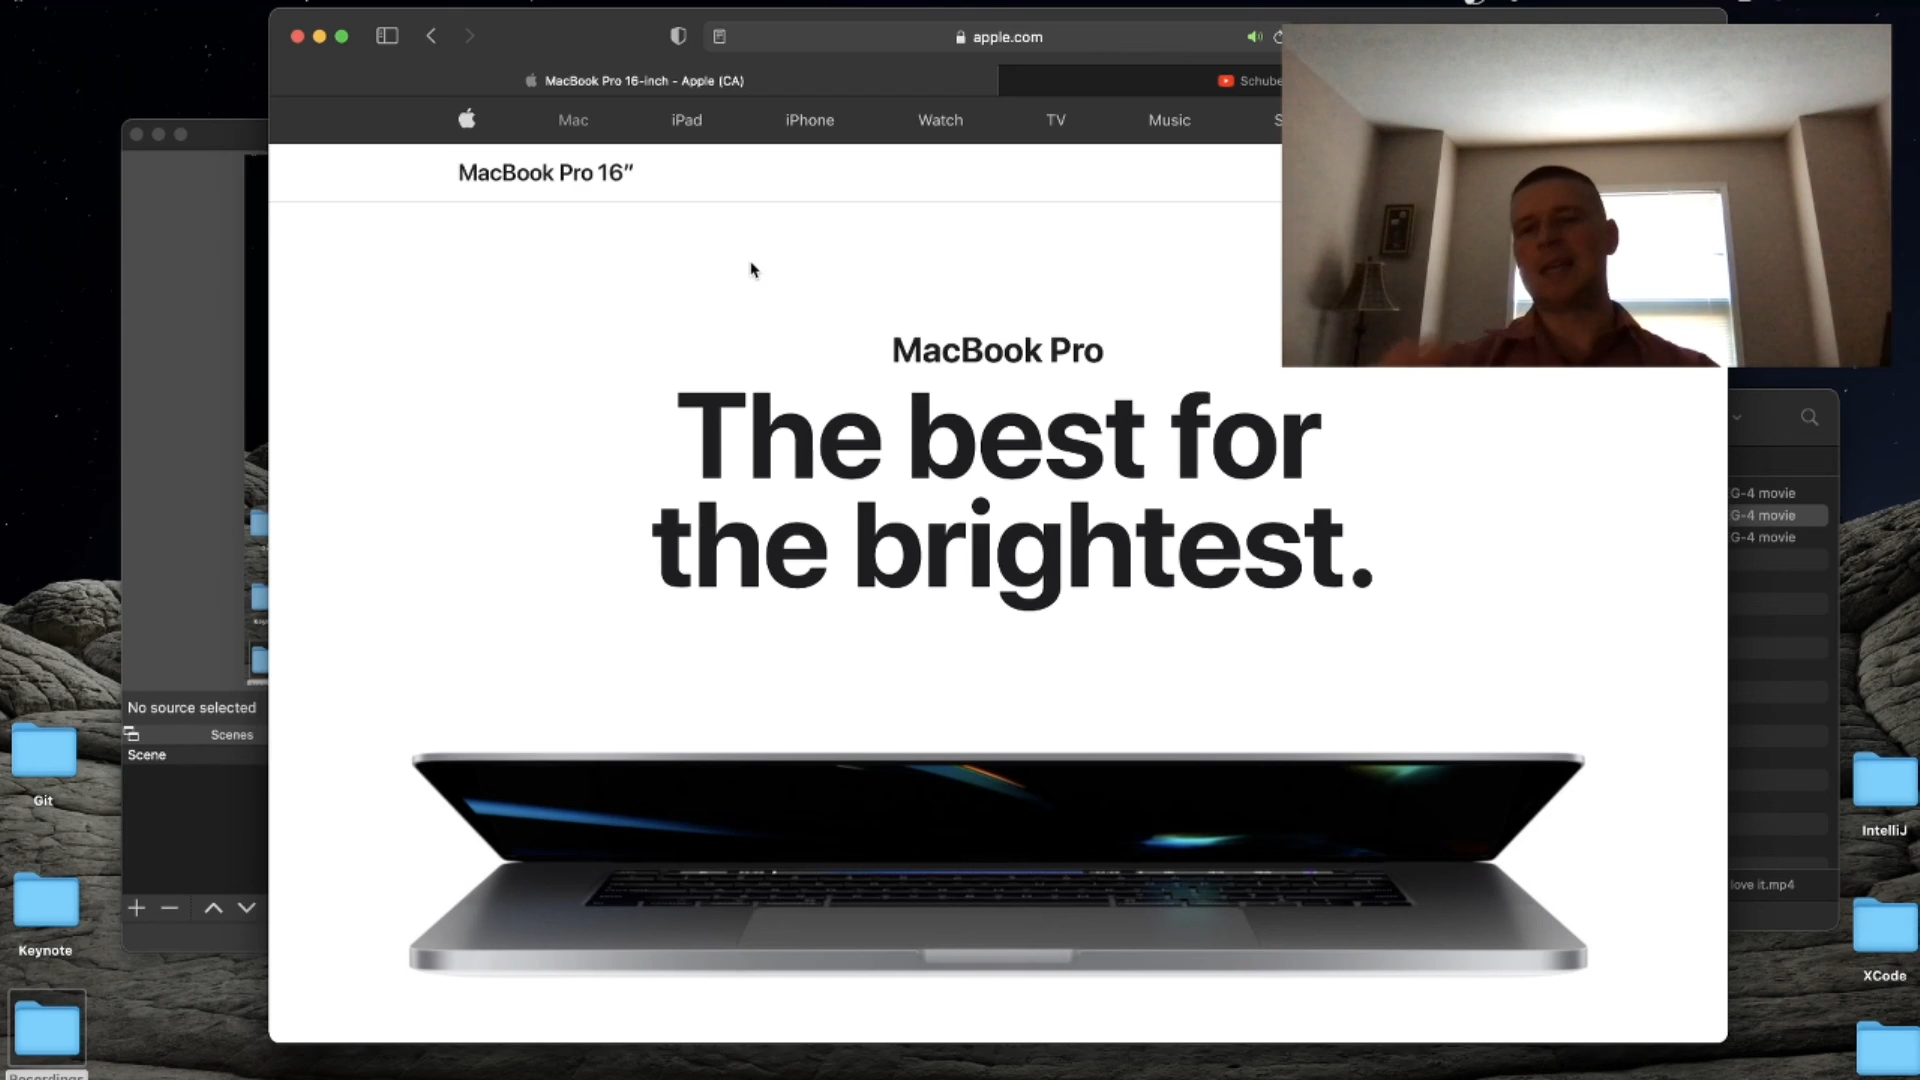 apple.com
MacBook Pro 16-inch - Apple (CA)
Schube
Mac
iPad
iPhone
Watch
TV
Music
S
MacBook Pro 16″
MacBook Pro
The best for
the brightest.
G-4 movie
G-4 movie
G-4 movie
love it.mp4
No source selected
Scenes
Scene
Git
Keynote
Recordings
IntelliJ
XCode